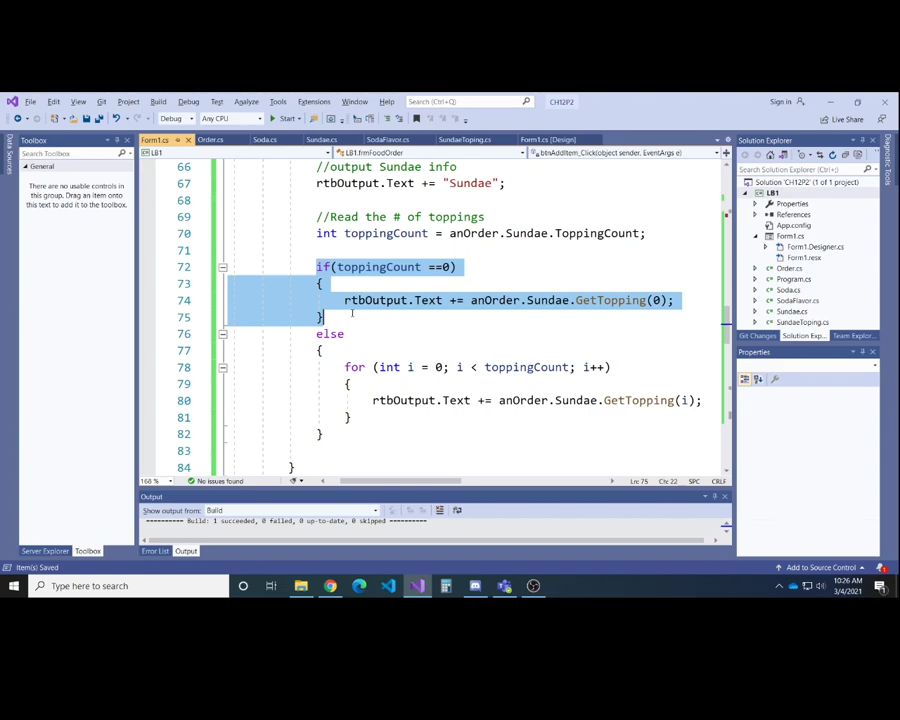 File Edit View Git Project Build Debug Test Analyze Tools Extensions Window Help Search (Ctrl+Q) CH12P2 Sign in
Debug Any CPU Start Live Share
Toolbox
Search Toolbox
General
There are no usable controls in this group. Drag an item onto this text to add it to the toolbox.
Data Sources
Form1.cs Order.cs Soda.cs Sundae.cs SodaFlavor.cs SundaeToping.cs Form1.cs [Design]
LB1 LB1.frmFoodOrder btnAddItem_Click(object sender, EventArgs e)
66 //output Sundae info
67 rtbOutput.Text += "Sundae";
68
69 //Read the # of toppings
70 int toppingCount = anOrder.Sundae.ToppingCount;
71
72 if(toppingCount ==0)
73 {
74 rtbOutput.Text += anOrder.Sundae.GetTopping(0);
75 }
76 else
77 {
78 for (int i = 0; i < toppingCount; i++)
79 {
80 rtbOutput.Text += anOrder.Sundae.GetTopping(i);
81 }
82 }
83
84 }
168 % No issues found Ln: 75 Ch: 22 SPC CRLF
Output
Show output from: Build
---------- Build: 1 succeeded, 0 failed, 0 up-to-date, 0 skipped ----------
Server Explorer Toolbox Error List Output
Solution Explorer
Search Solution Explorer (Ctrl+;)
Solution 'CH12P2' (1 of 1 project)
LB1
Properties
References
App.config
Form1.cs
Form1.Designer.cs
Form1.resx
Order.cs
Program.cs
Soda.cs
SodaFlavor.cs
Sundae.cs
SundaeToping.cs
Git Changes Solution Exp... Team Explor...
Properties
Diagnostic Tools
Item(s) Saved Add to Source Control
Type here to search
10:26 AM
3/4/2021